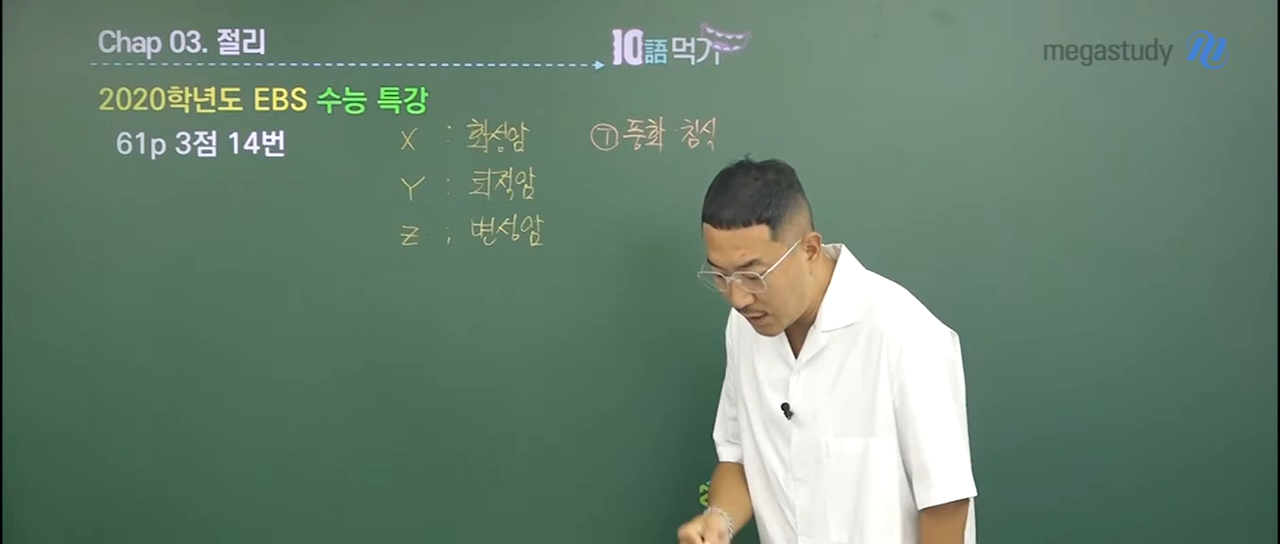 Chap 03. 절리
10語먹기
megastudy
2020학년도 EBS 수능 특강
61p 3점 14번
X : 화성암
㉠ 풍화 · 침식
Y : 퇴적암
Z : 변성암